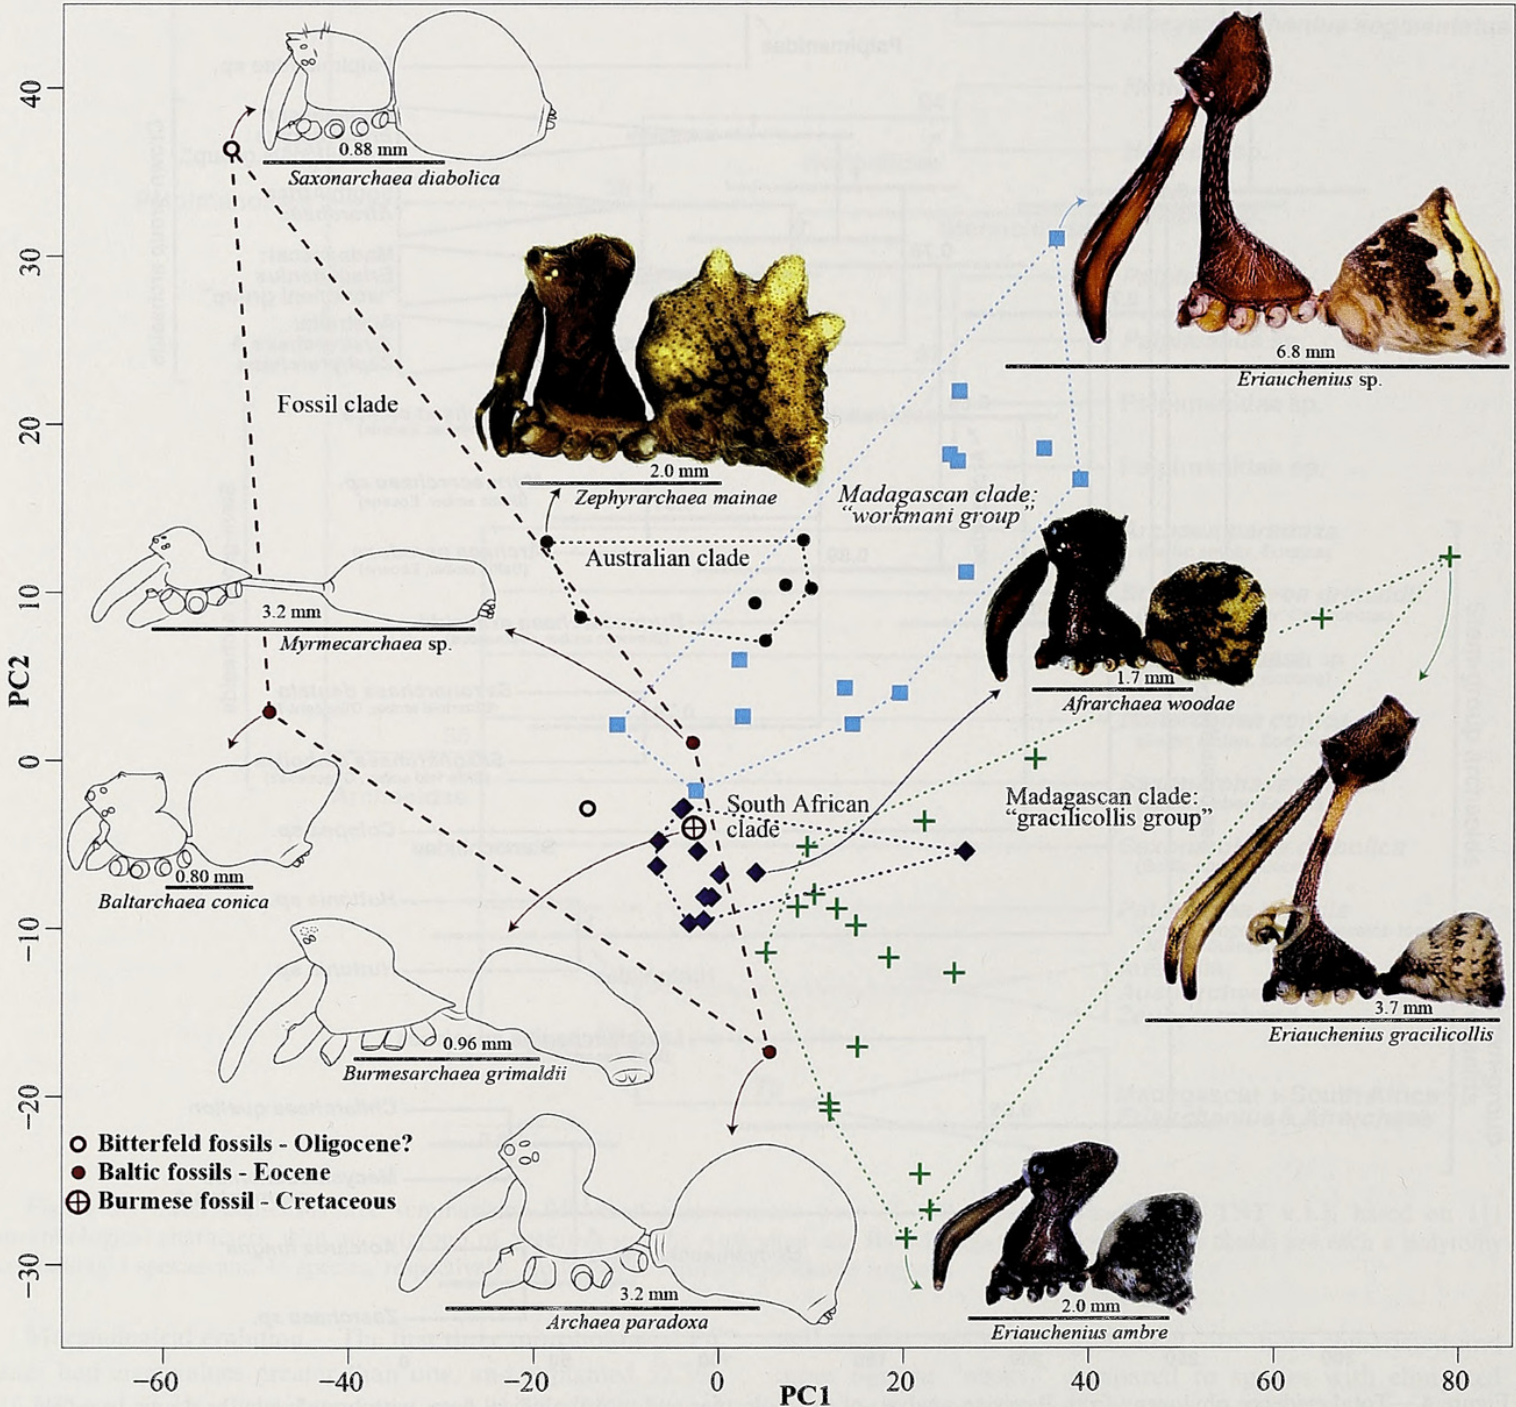 40
30
20
10
0
−10
−20
−30
PC2
−60
−40
−20
0
20
40
60
80
PC1
0.88 mm
Saxonarchaea diabolica
Fossil clade
2.0 mm
Zephyrarchaea mainae
6.8 mm
Eriauchenius sp.
Madagascan clade:
“workmani group”
Australian clade
3.2 mm
Myrmecarchaea sp.
1.7 mm
Afrarchaea woodae
South African
clade
Madagascan clade:
“gracilicollis group”
0.80 mm
Baltarchaea conica
3.7 mm
Eriauchenius gracilicollis
0.96 mm
Burmesarchaea grimaldii
Bitterfeld fossils - Oligocene?
Baltic fossils - Eocene
Burmese fossil - Cretaceous
3.2 mm
Archaea paradoxa
2.0 mm
Eriauchenius ambre